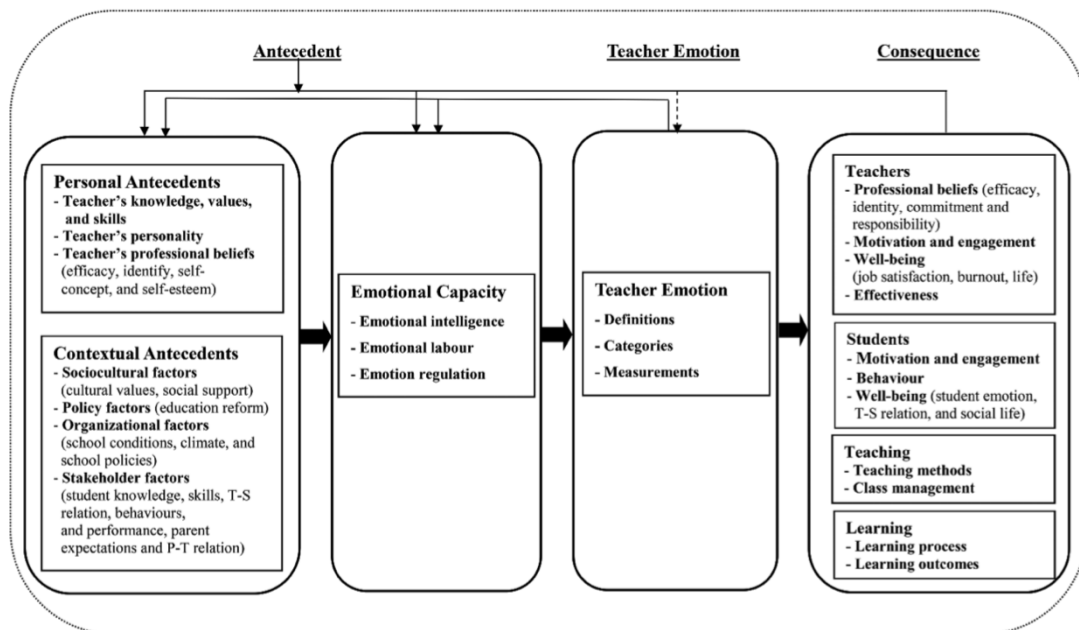 Antecedent
Teacher Emotion
Consequence
Personal Antecedents
- Teacher's knowledge, values,
and skills
- Teacher's personality
- Teacher's professional beliefs
(efficacy, identify, self-
concept, and self-esteem)
Contextual Antecedents
- Sociocultural factors
(cultural values, social support)
- Policy factors (education reform)
- Organizational factors
(school conditions, climate, and
school policies)
- Stakeholder factors
(student knowledge, skills, T-S
relation, behaviours,
and performance, parent
expectations and P-T relation)
Emotional Capacity
- Emotional intelligence
- Emotional labour
- Emotion regulation
Teacher Emotion
- Definitions
- Categories
- Measurements
Teachers
- Professional beliefs (efficacy,
identity, commitment and
responsibility)
- Motivation and engagement
- Well-being
(job satisfaction, burnout, life)
- Effectiveness
Students
- Motivation and engagement
- Behaviour
- Well-being (student emotion,
T-S relation, and social life)
Teaching
- Teaching methods
- Class management
Learning
- Learning process
- Learning outcomes